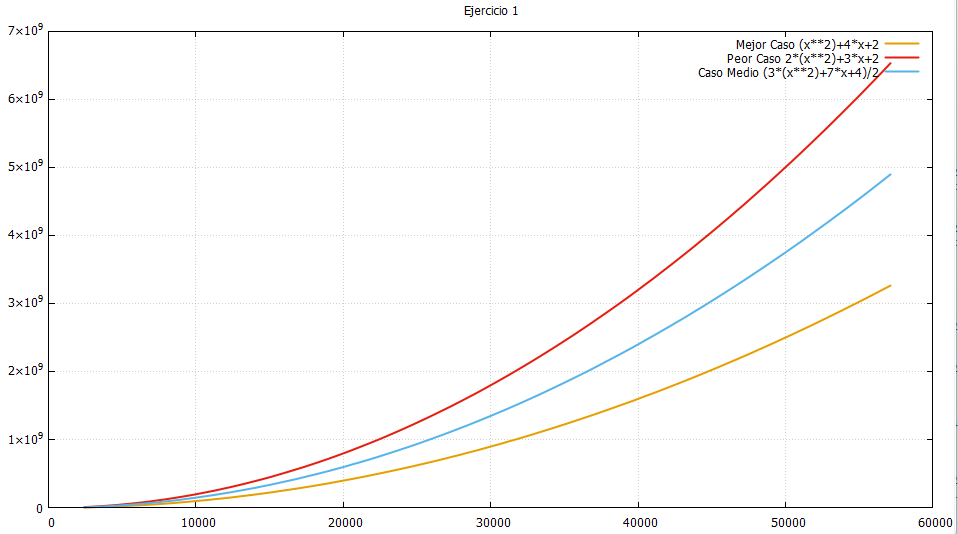 Ejercicio 1
7×10⁹
6×10⁹
5×10⁹
4×10⁹
3×10⁹
2×10⁹
1×10⁹
0
Mejor Caso (x**2)+4*x+2
Peor Caso 2*(x**2)+3*x+2
Caso Medio (3*(x**2)+7*x+4)/2
0 10000 20000 30000 40000 50000 60000